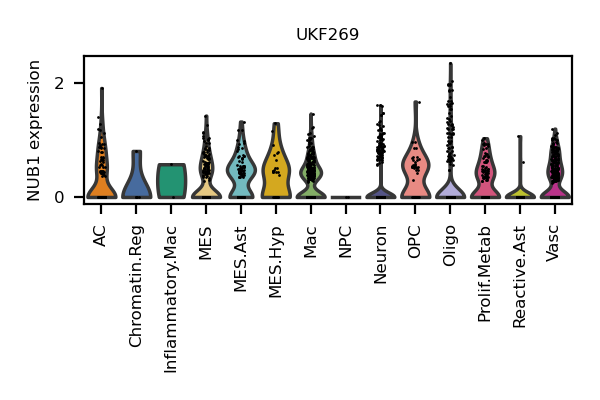 UKF269
NUB1 expression
2
0
AC
Chromatin.Reg
Inflammatory.Mac
MES
MES.Ast
MES.Hyp
Mac
NPC
Neuron
OPC
Oligo
Prolif.Metab
Reactive.Ast
Vasc